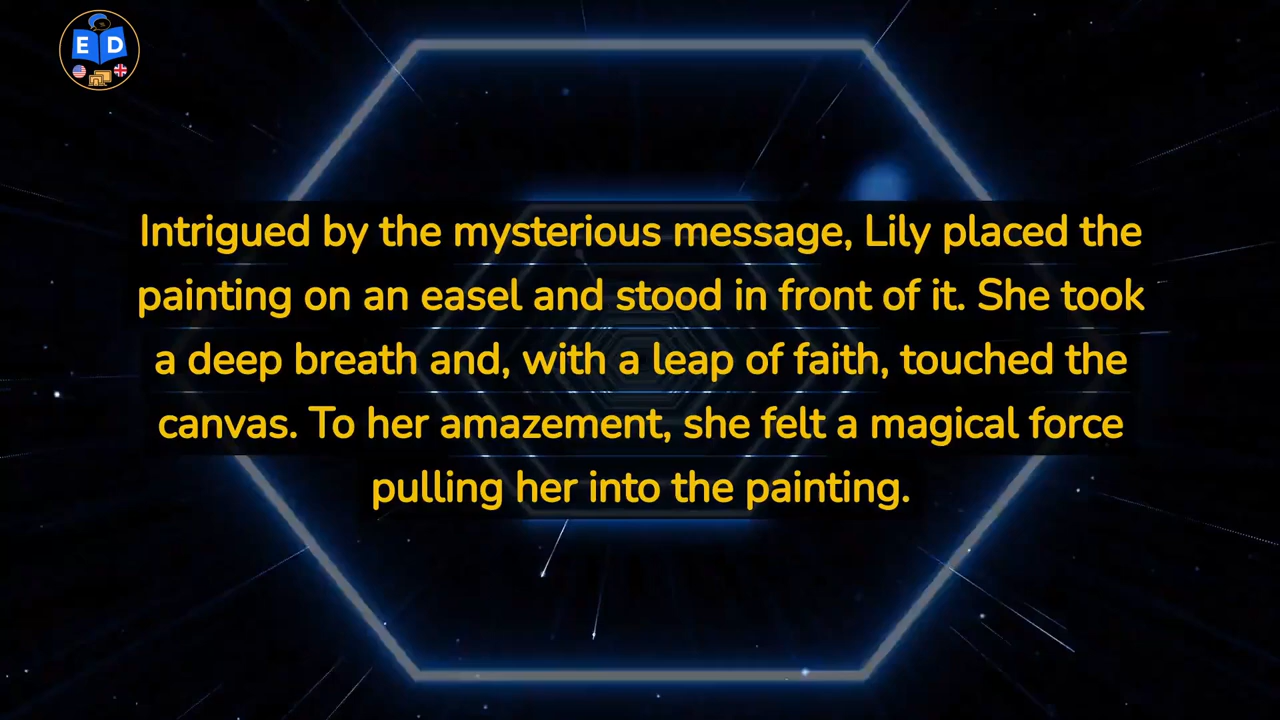 E D
Intrigued by the mysterious message, Lily placed the
painting on an easel and stood in front of it. She took
a deep breath and, with a leap of faith, touched the
canvas. To her amazement, she felt a magical force
pulling her into the painting.